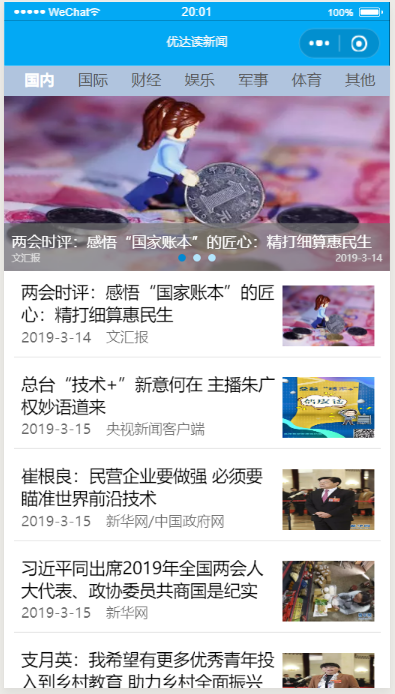 WeChat
20:01
100%
优达读新闻
国内 国际 财经 娱乐 军事 体育 其他
两会时评：感悟“国家账本”的匠心：精打细算惠民生
文汇报 2019-3-14
两会时评：感悟“国家账本”的匠
心：精打细算惠民生
2019-3-14 文汇报
总台“技术+”新意何在 主播朱广
权妙语道来
2019-3-15 央视新闻客户端
崔根良：民营企业要做强 必须要
瞄准世界前沿技术
2019-3-15 新华网/中国政府网
习近平同出席2019年全国两会人
大代表、政协委员共商国是纪实
2019-3-15 新华网
支月英：我希望有更多优秀青年投
入到乡村教育 助力乡村全面振兴